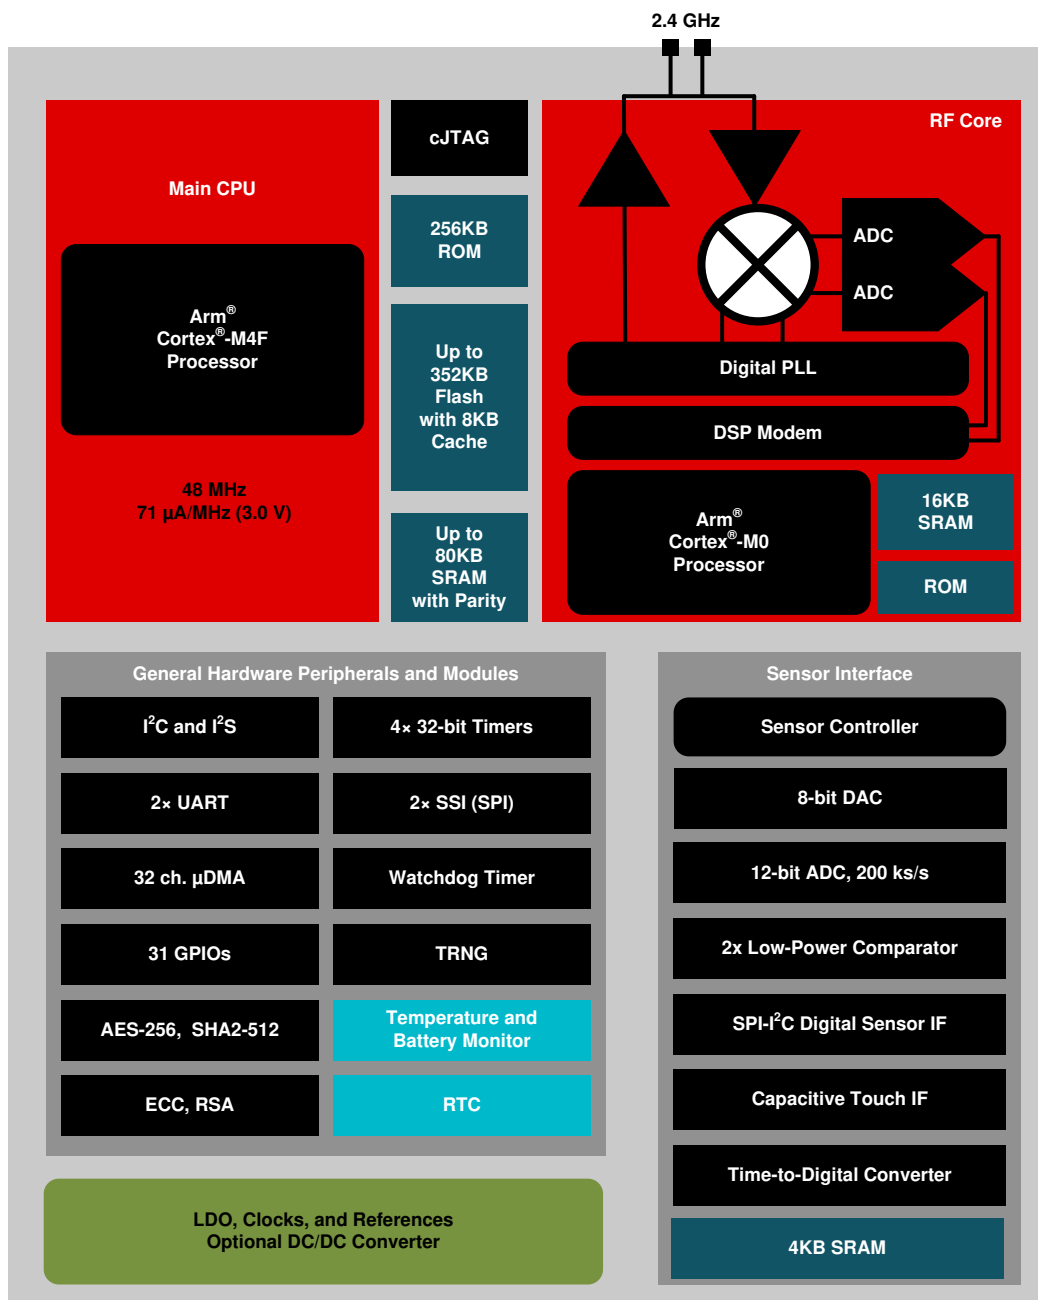 2.4 GHz
Main CPU
Arm®
Cortex®-M4F
Processor
48 MHz
71 µA/MHz (3.0 V)
cJTAG
256KB
ROM
Up to
352KB
Flash
with 8KB
Cache
Up to
80KB
SRAM
with Parity
RF Core
ADC
ADC
Digital PLL
DSP Modem
Arm®
Cortex®-M0
Processor
16KB
SRAM
ROM
General Hardware Peripherals and Modules
I²C and I²S
4× 32-bit Timers
2× UART
2× SSI (SPI)
32 ch. µDMA
Watchdog Timer
31 GPIOs
TRNG
AES-256, SHA2-512
Temperature and
Battery Monitor
ECC, RSA
RTC
LDO, Clocks, and References
Optional DC/DC Converter
Sensor Interface
Sensor Controller
8-bit DAC
12-bit ADC, 200 ks/s
2x Low-Power Comparator
SPI-I²C Digital Sensor IF
Capacitive Touch IF
Time-to-Digital Converter
4KB SRAM